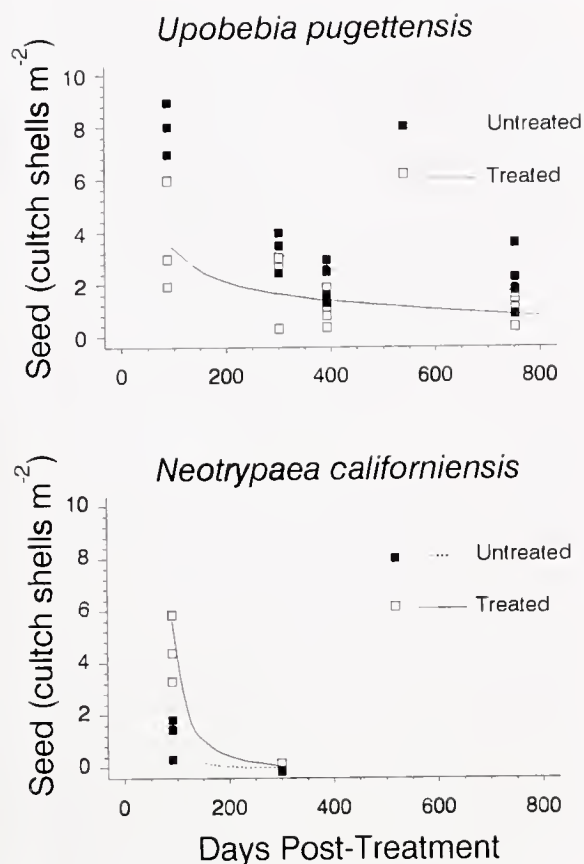 Upobebia pugettensis
Seed (cultch shells m-2)
10
8
6
4
2
0
Untreated
Treated
0 200 400 600 800
Neotrypaea californiensis
Seed (cultch shells m-2)
10
8
6
4
2
0
Untreated
Treated
0 200 400 600 800
Days Post-Treatment